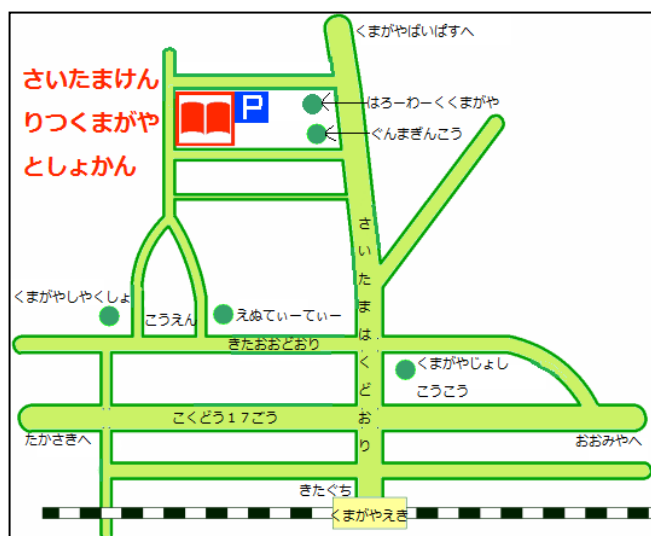 くまがやばいぱすへ
さいたまけん
りつくまがや
としょかん
P
はろーわーくくまがや
ぐんまぎんこう
さいたまはくどおり
くまがやしやくしょ
こうえん
えぬてぃーてぃー
きたおおどおり
くまがやじょし
こうこう
こくどう１７ごう
たかさきへ
おおみやへ
きたぐち
くまがやえき